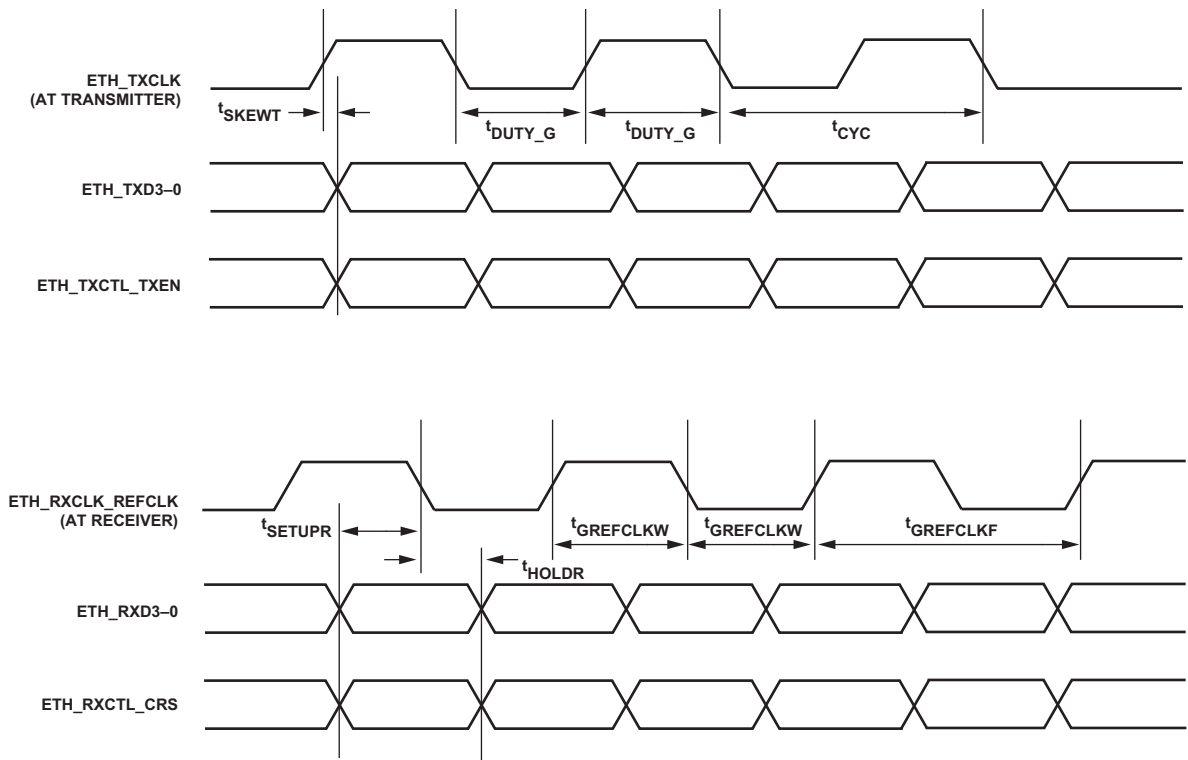 ETH_TXCLK
(AT TRANSMITTER)
tSKEWT
tDUTY_G
tDUTY_G
tCYC
ETH_TXD3–0
ETH_TXCTL_TXEN
ETH_RXCLK_REFCLK
(AT RECEIVER)
tSETUPR
tGREFCLKW
tGREFCLKW
tGREFCLKF
tHOLDR
ETH_RXD3–0
ETH_RXCTL_CRS